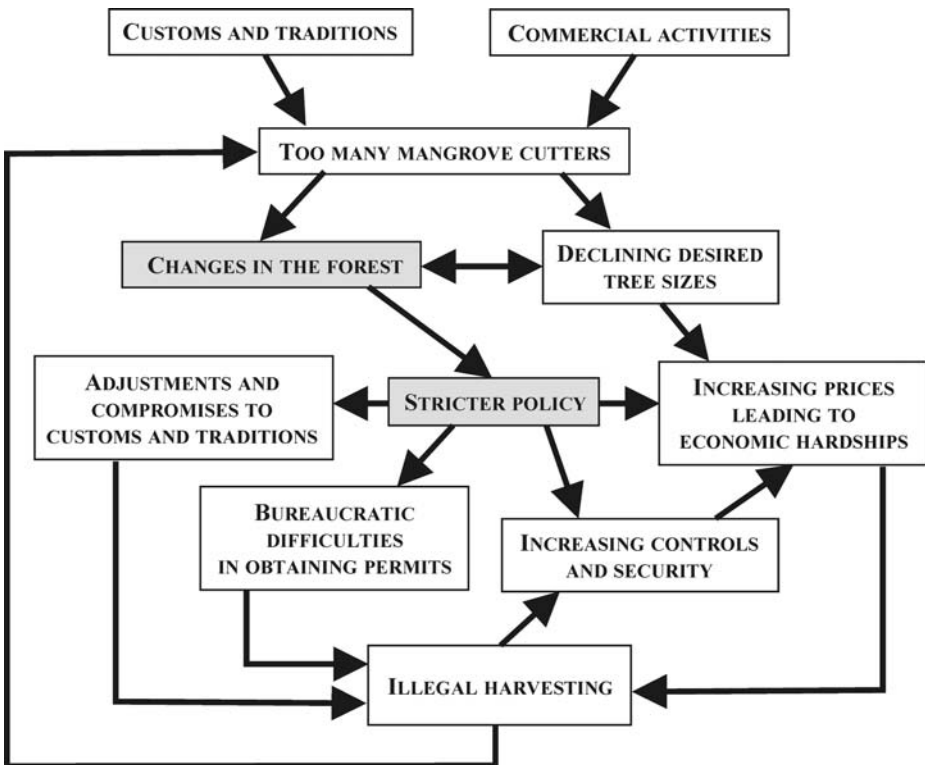 CUSTOMS AND TRADITIONS
COMMERCIAL ACTIVITIES
TOO MANY MANGROVE CUTTERS
CHANGES IN THE FOREST
DECLINING DESIRED
TREE SIZES
ADJUSTMENTS AND
COMPROMISES TO
CUSTOMS AND TRADITIONS
STRICTER POLICY
INCREASING PRICES
LEADING TO
ECONOMIC HARDSHIPS
BUREAUCRATIC
DIFFICULTIES
IN OBTAINING PERMITS
INCREASING CONTROLS
AND SECURITY
ILLEGAL HARVESTING